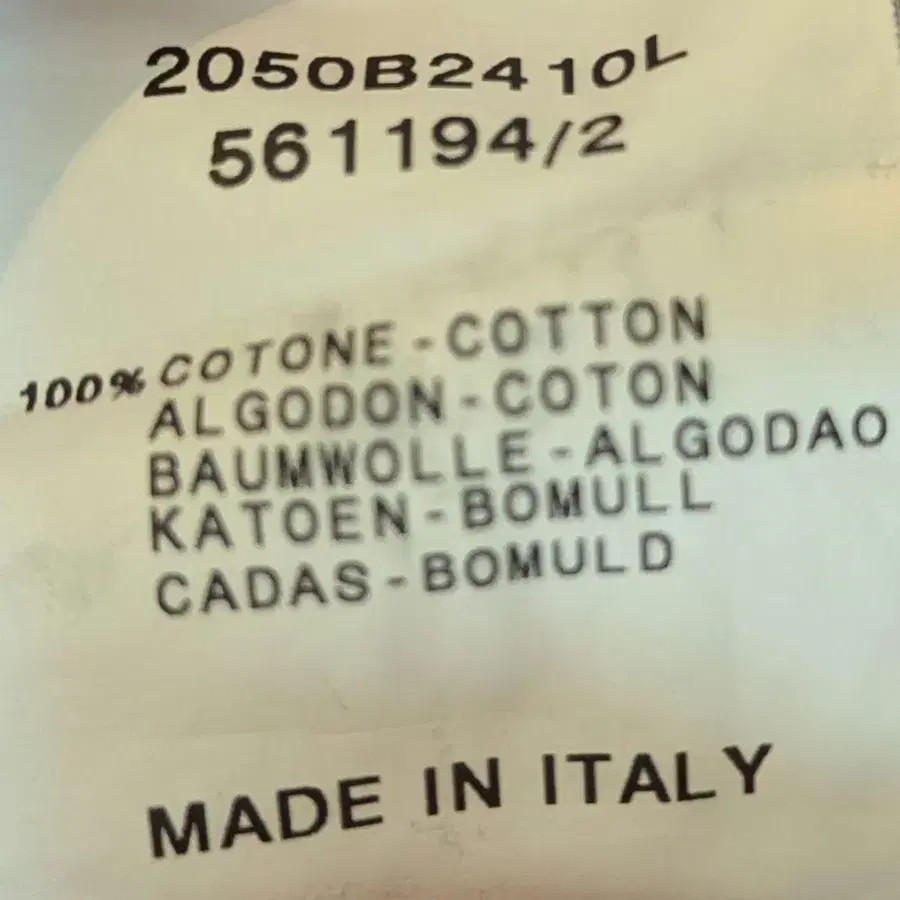 2050B2410L
561194/2
100% COTONE - COTTON
ALGODON - COTON
BAUMWOLLE - ALGODAO
KATOEN - BOMULL
CADAS - BOMULD
MADE IN ITALY